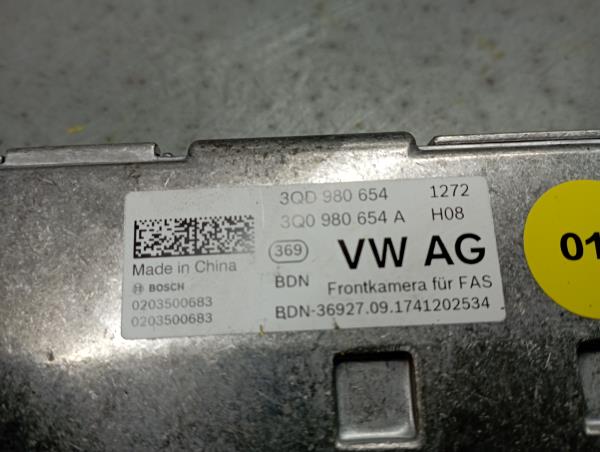 3QD 980 654 1272
3Q0 980 654 A H08
369 VW AG
Made in China
BOSCH
BDN Frontkamera für FAS
0203500683
0203500683
BDN-36927.09.1741202534
01